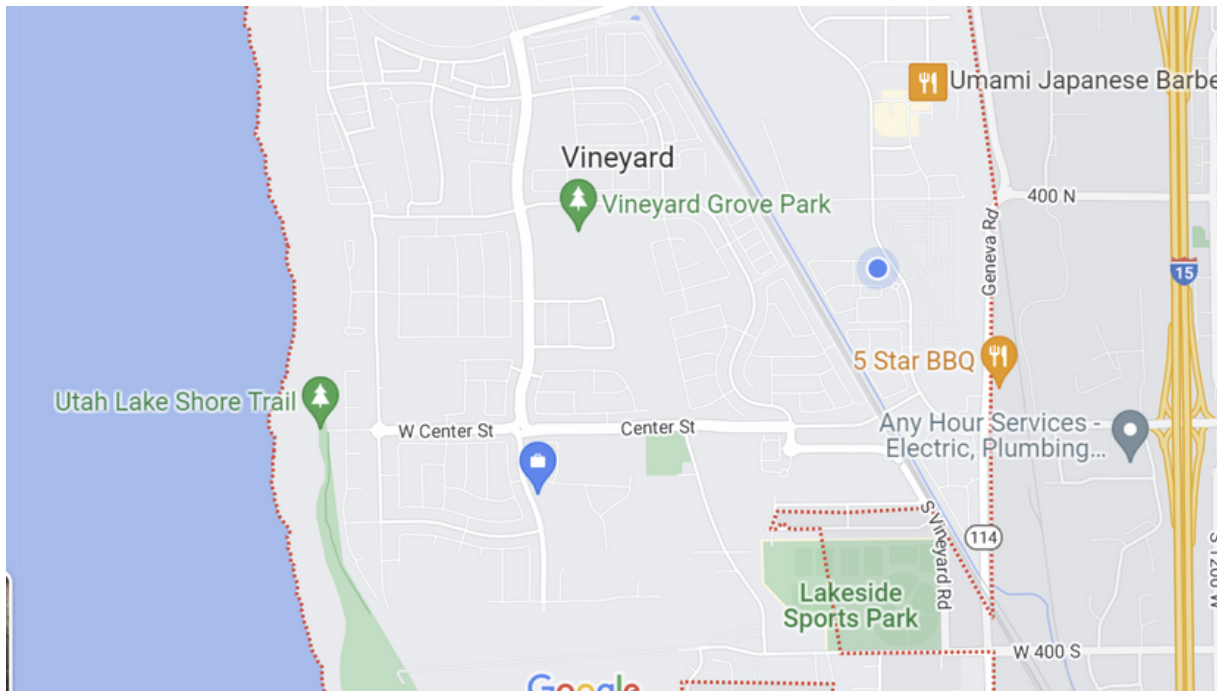 Umami Japanese Barbe
Vineyard
Vineyard Grove Park
400 N
Geneva Rd
15
5 Star BBQ
Utah Lake Shore Trail
W Center St
Center St
Any Hour Services -
Electric, Plumbing...
S Vineyard Rd
114
S 1200 W
Lakeside
Sports Park
W 400 S
Google